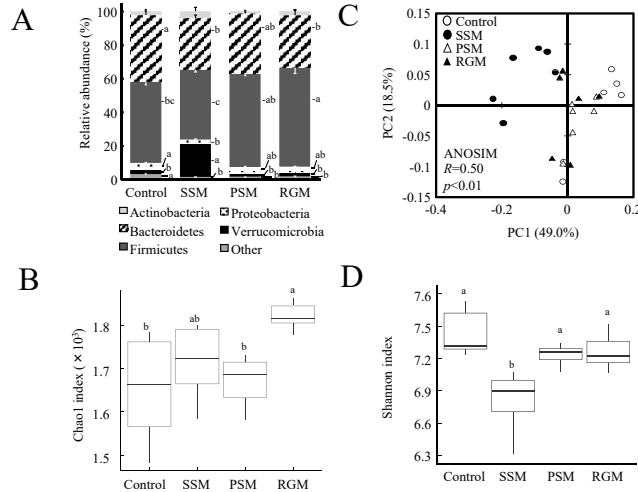 A
Relative abundance (%)
100
80
60
40
20
0
a
bc
a
b
a
b
b
c
b
a
b
b
ab
ab
b
b
b
a
ab
b
b
Control SSM PSM RGM
Actinobacteria Proteobacteria
Bacteroidetes Verrucomicrobia
Firmicutes Other
C
Control
SSM
PSM
RGM
PC2 (18.5%)
0.15
0.1
0.05
0
-0.05
-0.1
-0.15
ANOSIM
R=0.50
p<0.01
-0.4 -0.2 0 0.2
PC1 (49.0%)
B
Chao1 index ( × 10³)
1.8
1.7
1.6
1.5
b
ab
b
a
Control SSM PSM RGM
D
Shannon index
7.6
7.2
6.9
6.6
6.3
a
b
a
a
Control SSM PSM RGM